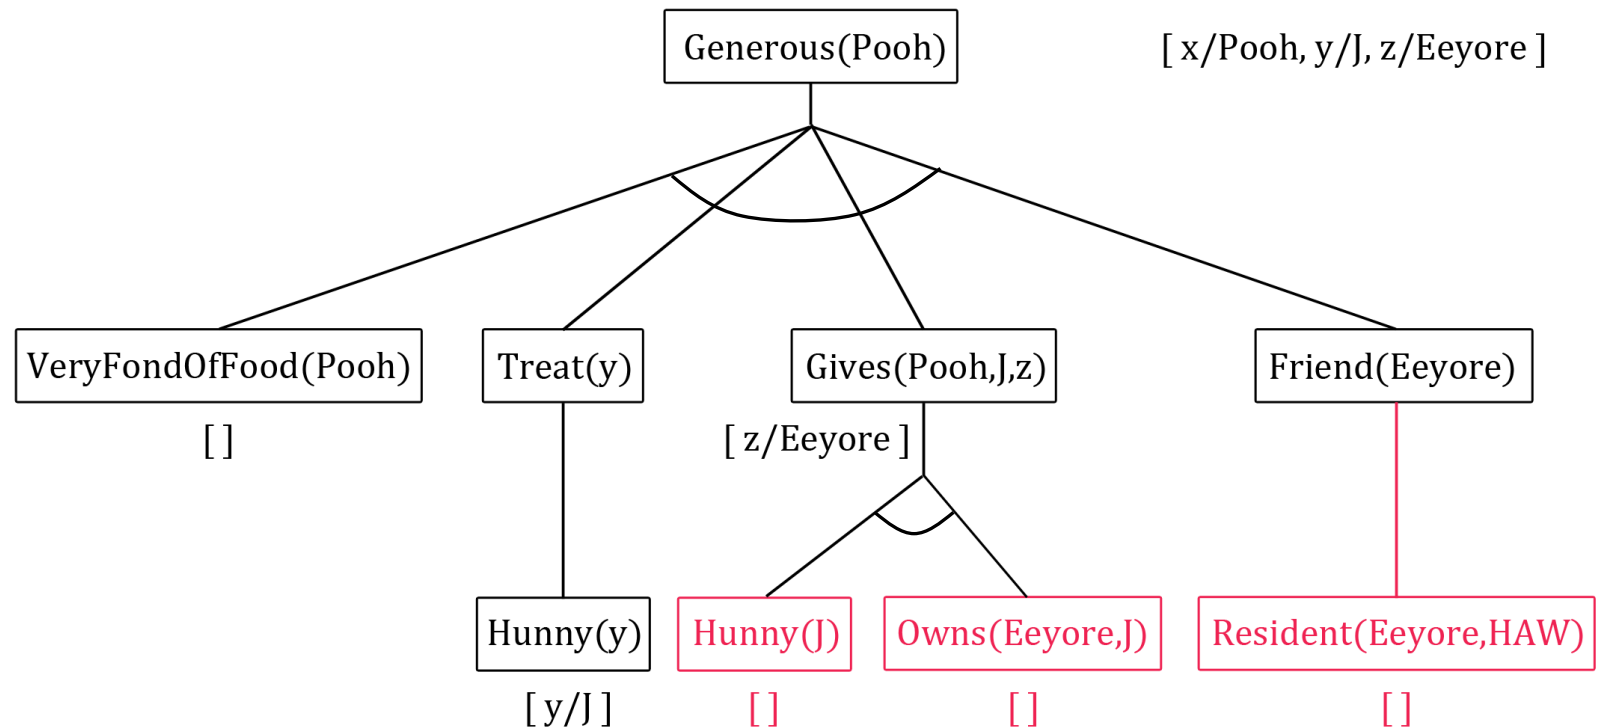 Generous(Pooh)
[ x/Pooh, y/J, z/Eeyore ]
VeryFondOfFood(Pooh)
Treat(y)
Gives(Pooh,J,z)
Friend(Eeyore)
[ ]
[ z/Eeyore ]
Hunny(y)
Hunny(J)
Owns(Eeyore,J)
Resident(Eeyore,HAW)
[ y/J ]
[ ]
[ ]
[ ]